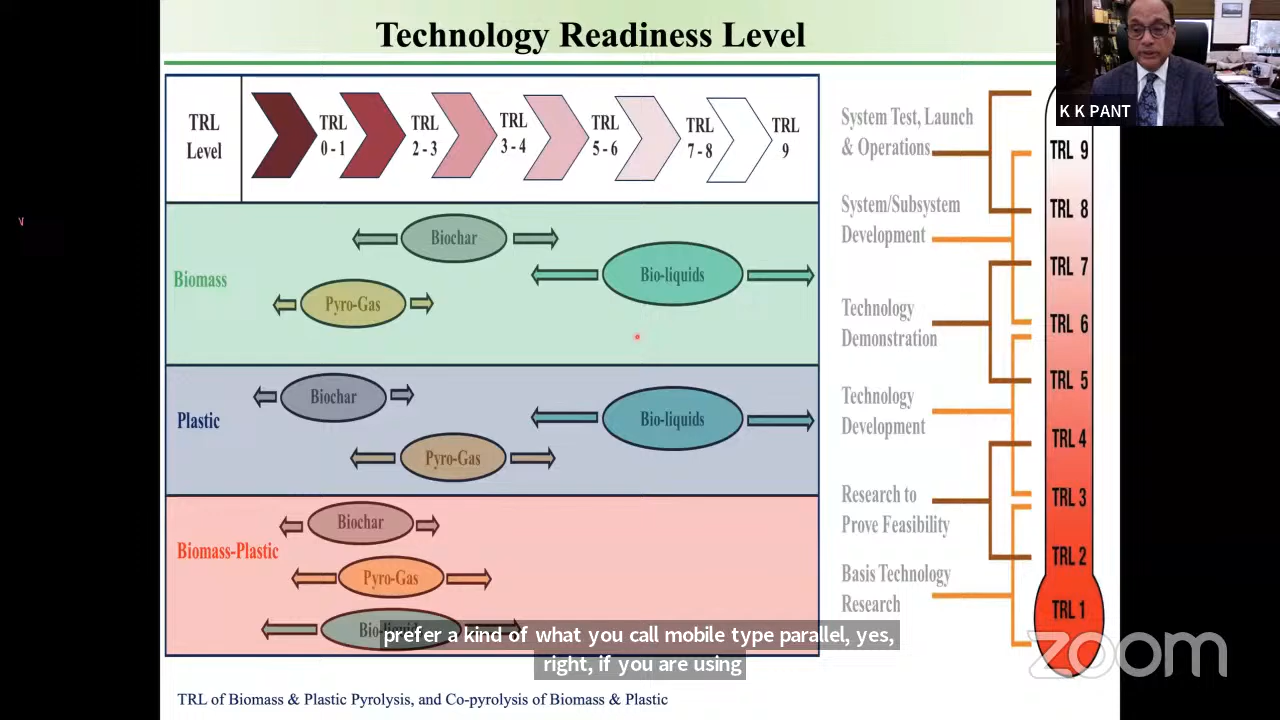 Technology Readiness Level
K K PANT
TRL
Level
TRL
0 - 1
TRL
2 - 3
TRL
3 - 4
TRL
5 - 6
TRL
7 - 8
TRL
9
Biomass
Biochar
Pyro-Gas
Bio-liquids
Plastic
Biochar
Pyro-Gas
Bio-liquids
Biomass-Plastic
Biochar
Pyro-Gas
Bio-liquids
System Test, Launch
& Operations
System/Subsystem
Development
Technology
Demonstration
Technology
Development
Research to
Prove Feasibility
Basis Technology
Research
TRL 9
TRL 8
TRL 7
TRL 6
TRL 5
TRL 4
TRL 3
TRL 2
TRL 1
prefer a kind of what you call mobile type parallel, yes,
right, if you are using
zoom
TRL of Biomass & Plastic Pyrolysis, and Co-pyrolysis of Biomass & Plastic